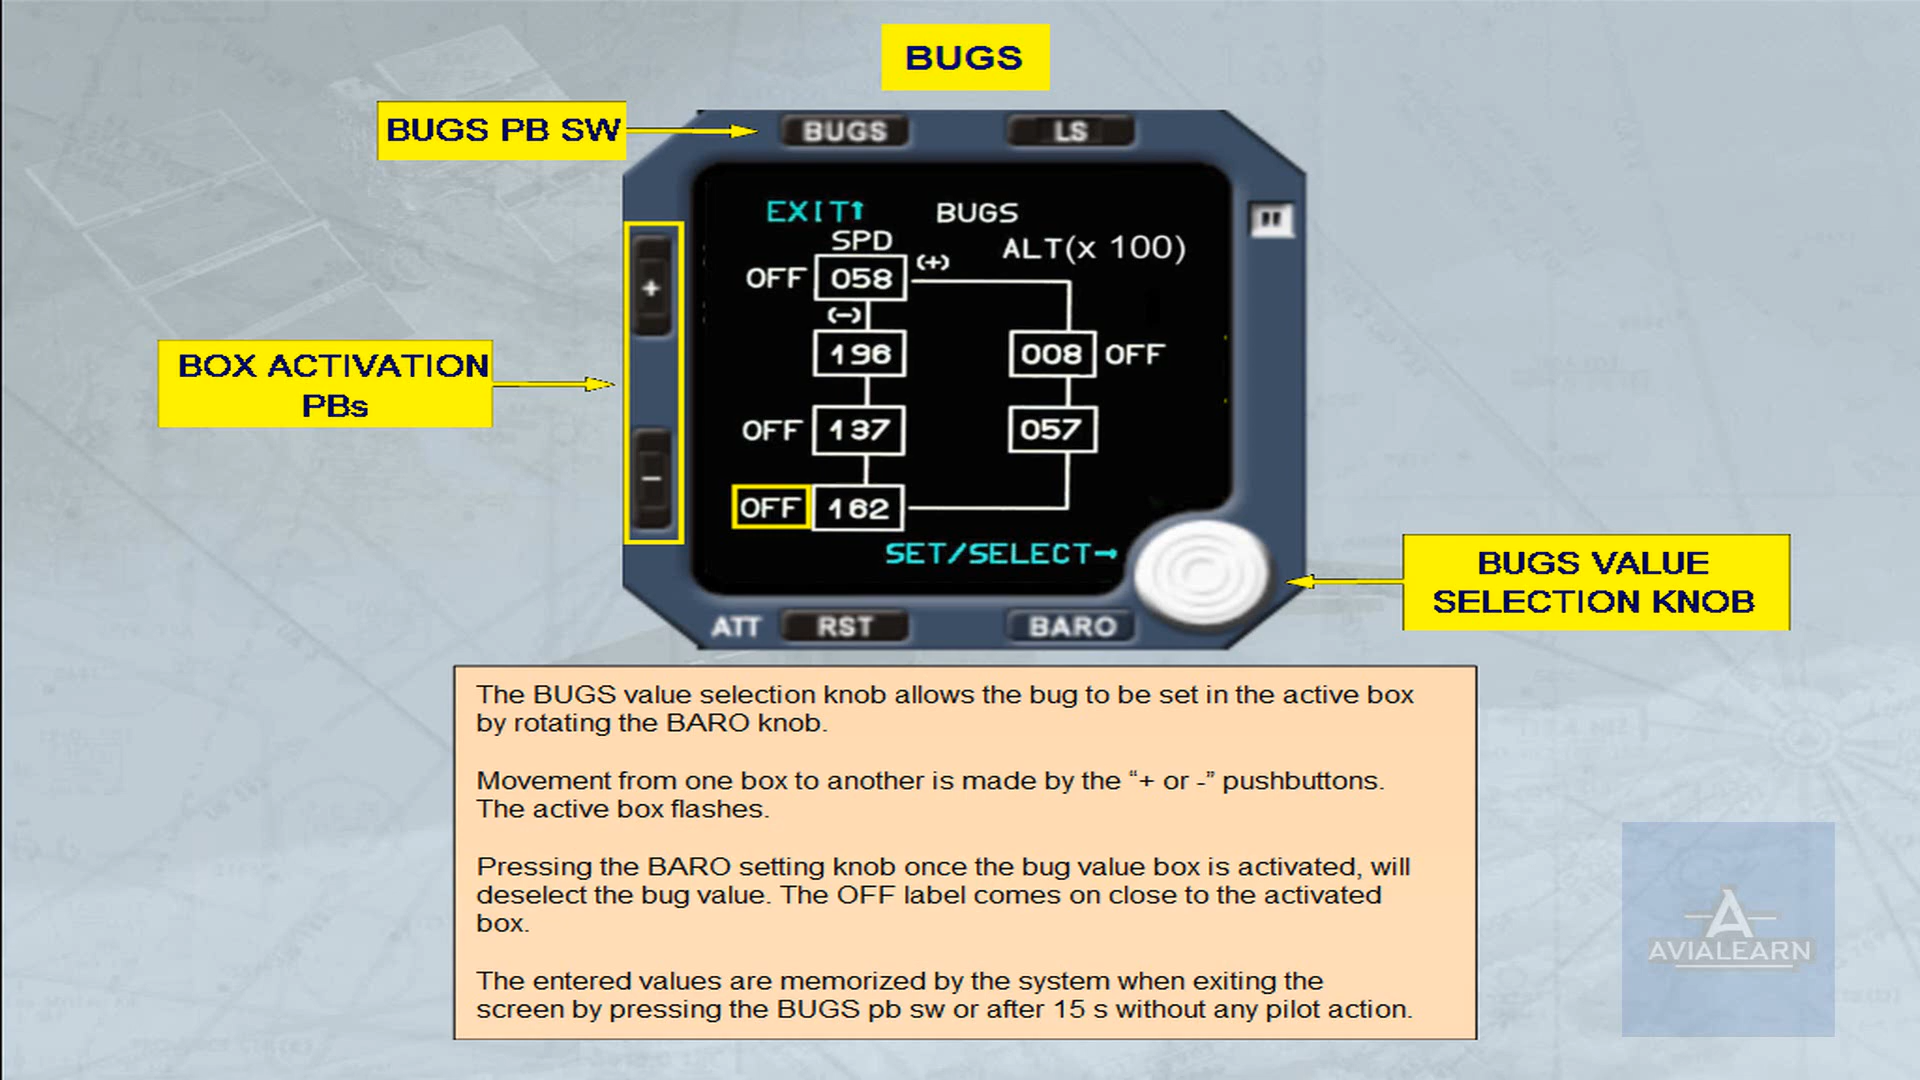 BUGS
BUGS PB SW
BUGS
LS
EXIT↑
BUGS
SPD
ALT(x 100)
OFF 058 (+)
(−)
196
008 OFF
OFF 137
057
OFF 162
SET/SELECT→
+
−
BOX ACTIVATION
PBs
BUGS VALUE
SELECTION KNOB
ATT RST
BARO
The BUGS value selection knob allows the bug to be set in the active box
by rotating the BARO knob.
Movement from one box to another is made by the “+ or -” pushbuttons.
The active box flashes.
Pressing the BARO setting knob once the bug value box is activated, will
deselect the bug value. The OFF label comes on close to the activated
box.
The entered values are memorized by the system when exiting the
screen by pressing the BUGS pb sw or after 15 s without any pilot action.
A
AVIALEARN